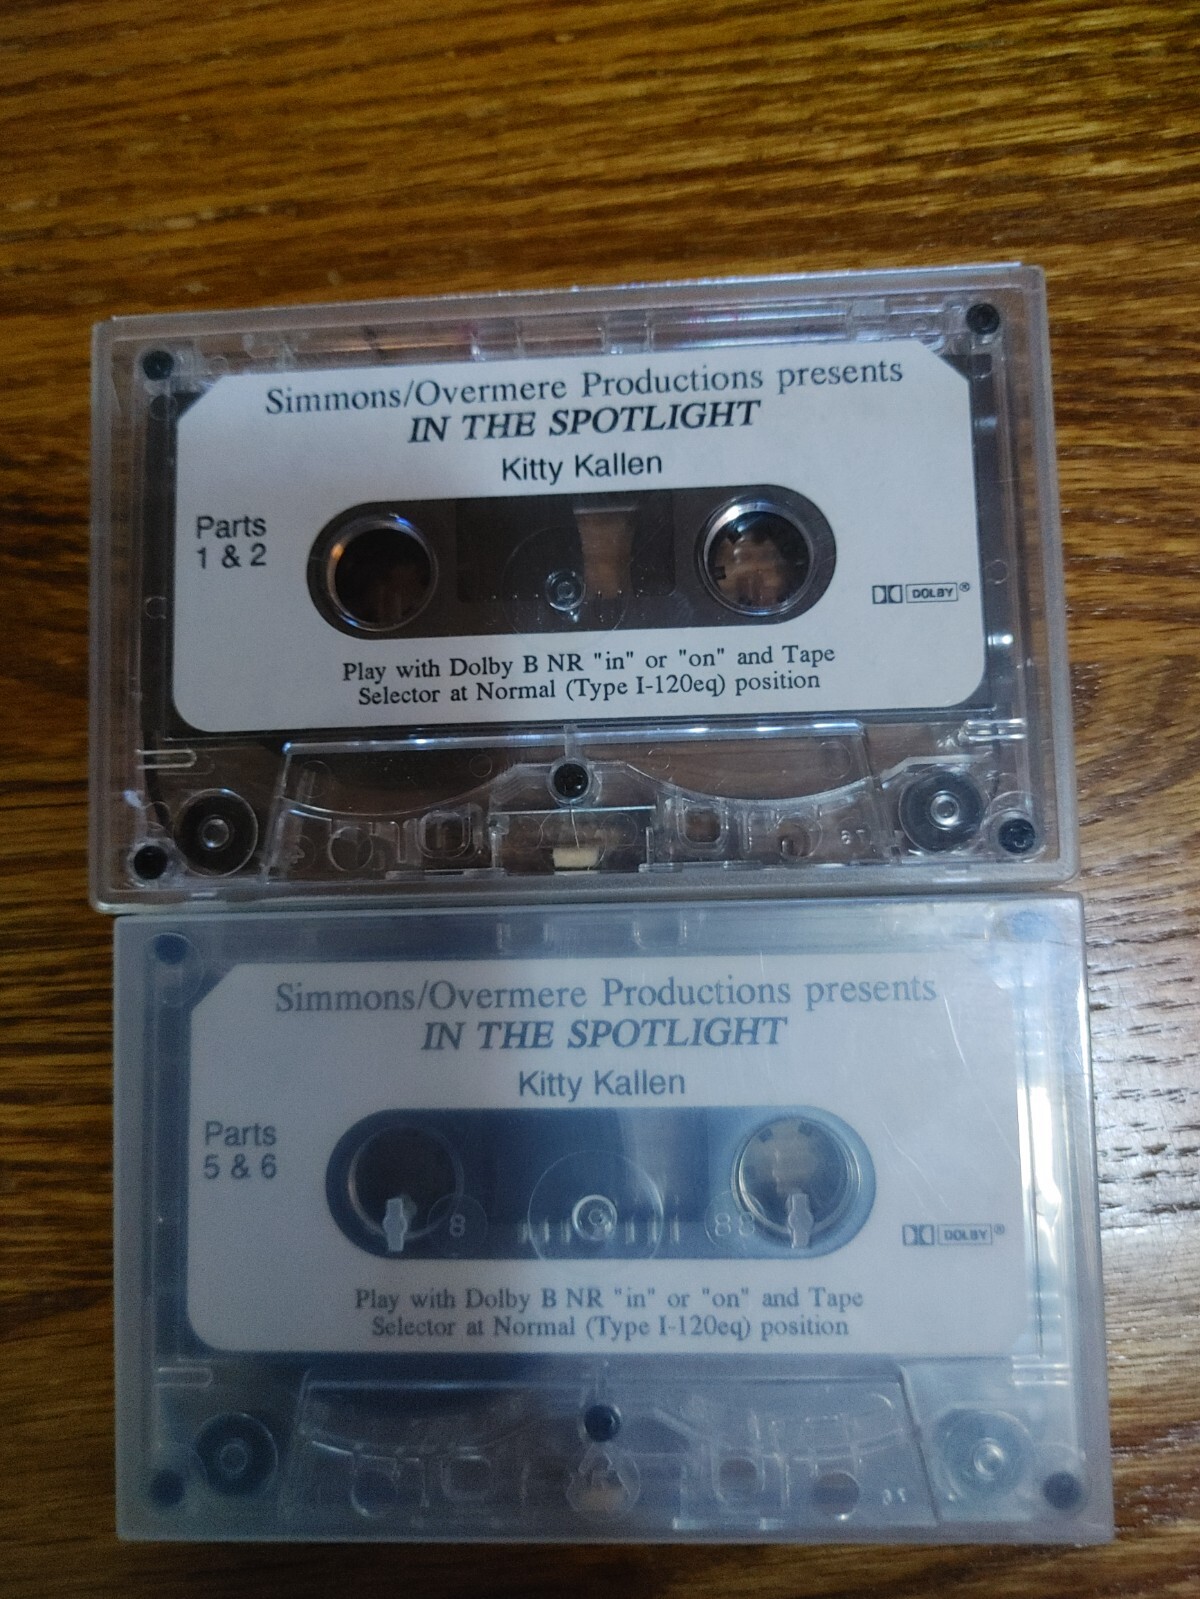 Simmons/Overmere Productions presents
IN THE SPOTLIGHT
Kitty Kallen
Parts
1 & 2
DOLBY®
Play with Dolby B NR "in" or "on" and Tape
Selector at Normal (Type I-120eq) position
Simmons/Overmere Productions presents
IN THE SPOTLIGHT
Kitty Kallen
Parts
5 & 6
8
88
DOLBY®
Play with Dolby B NR "in" or "on" and Tape
Selector at Normal (Type I-120eq) position